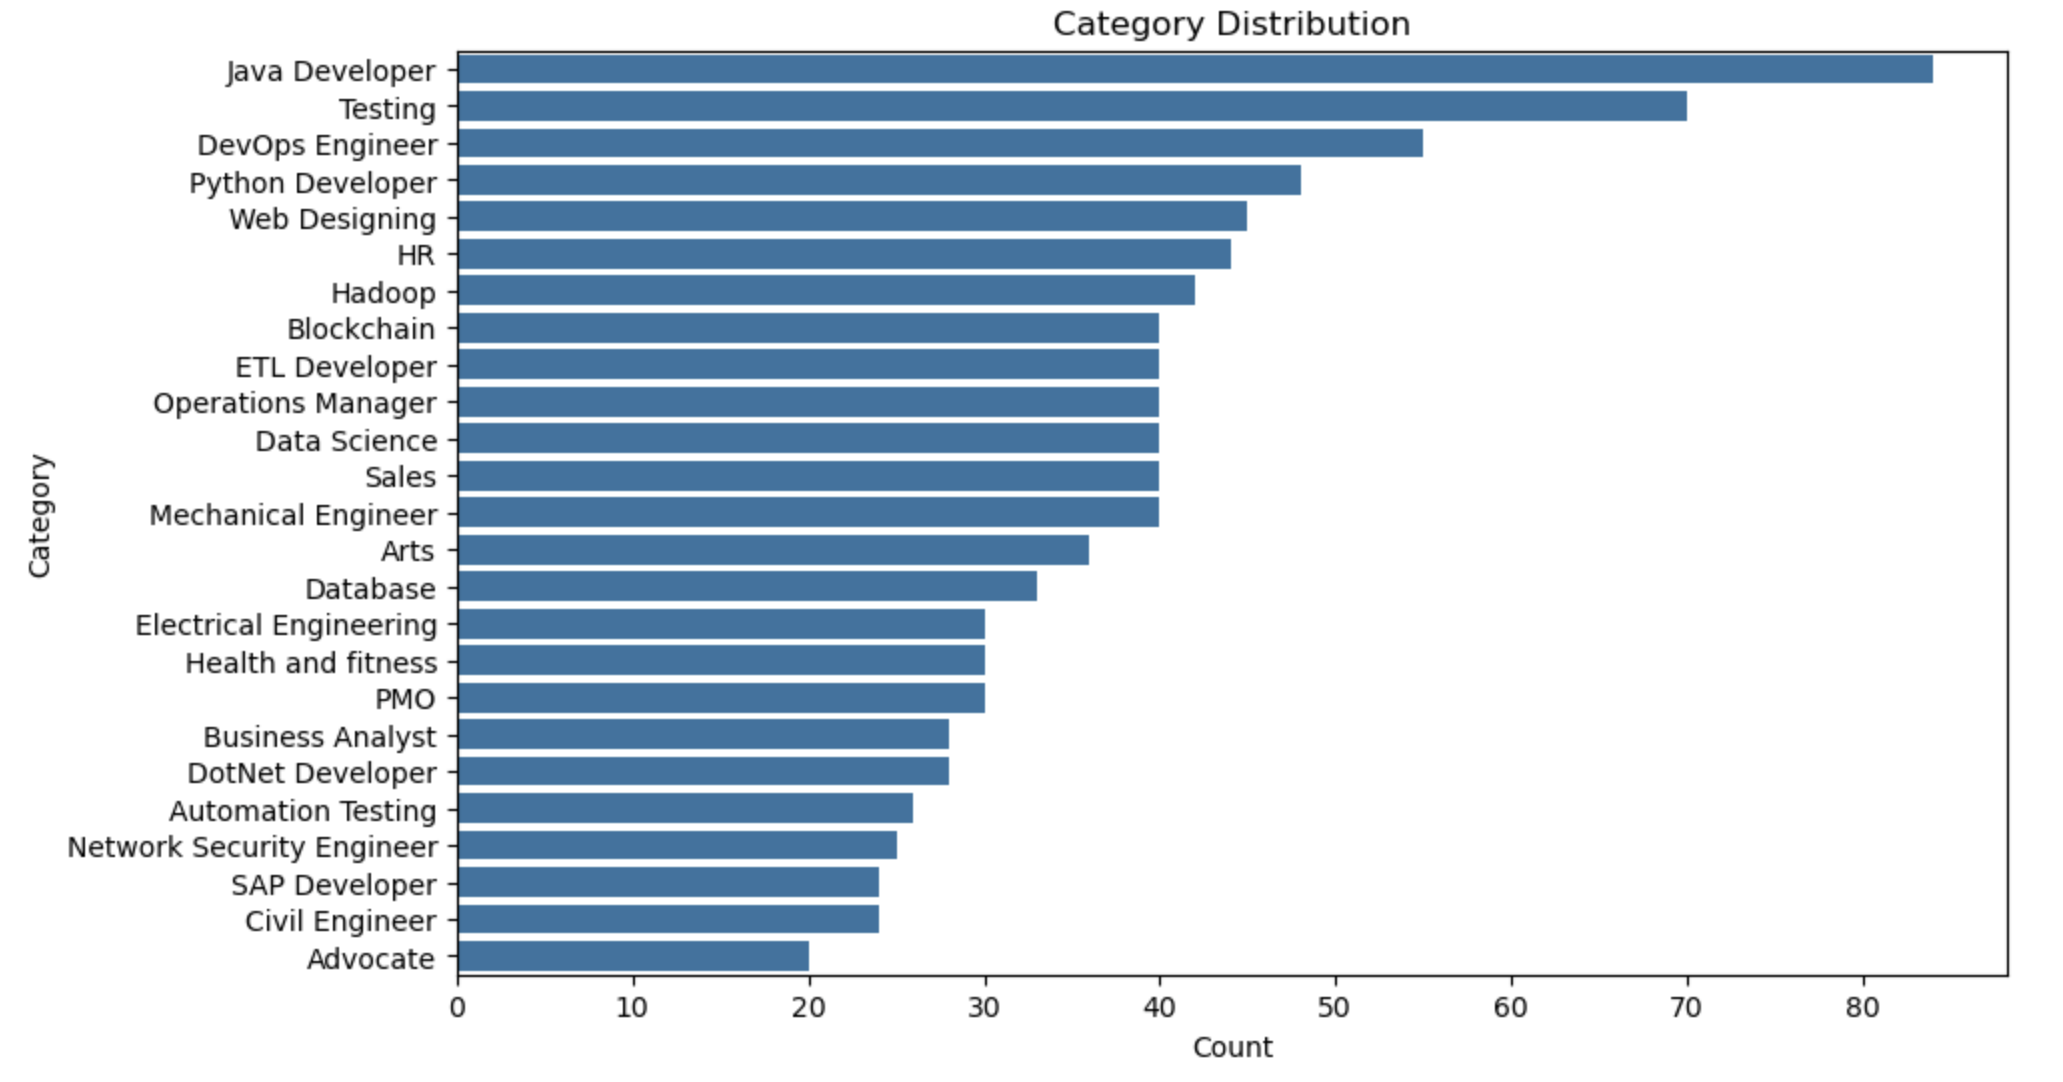 Category Distribution
Java Developer
Testing
DevOps Engineer
Python Developer
Web Designing
HR
Hadoop
Blockchain
ETL Developer
Operations Manager
Data Science
Sales
Mechanical Engineer
Arts
Database
Electrical Engineering
Health and fitness
PMO
Business Analyst
DotNet Developer
Automation Testing
Network Security Engineer
SAP Developer
Civil Engineer
Advocate
Category
0 10 20 30 40 50 60 70 80
Count